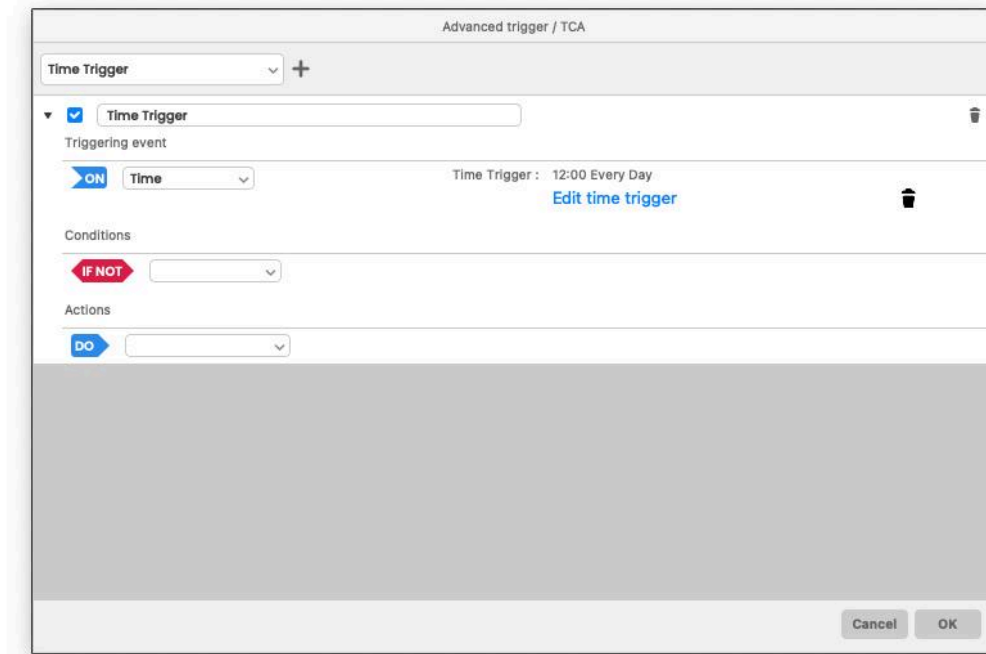 Advanced trigger / TCA
Time Trigger
Time Trigger
Triggering event
ON Time Time Trigger : 12:00 Every Day
Edit time trigger
Conditions
IF NOT
Actions
DO
Cancel OK